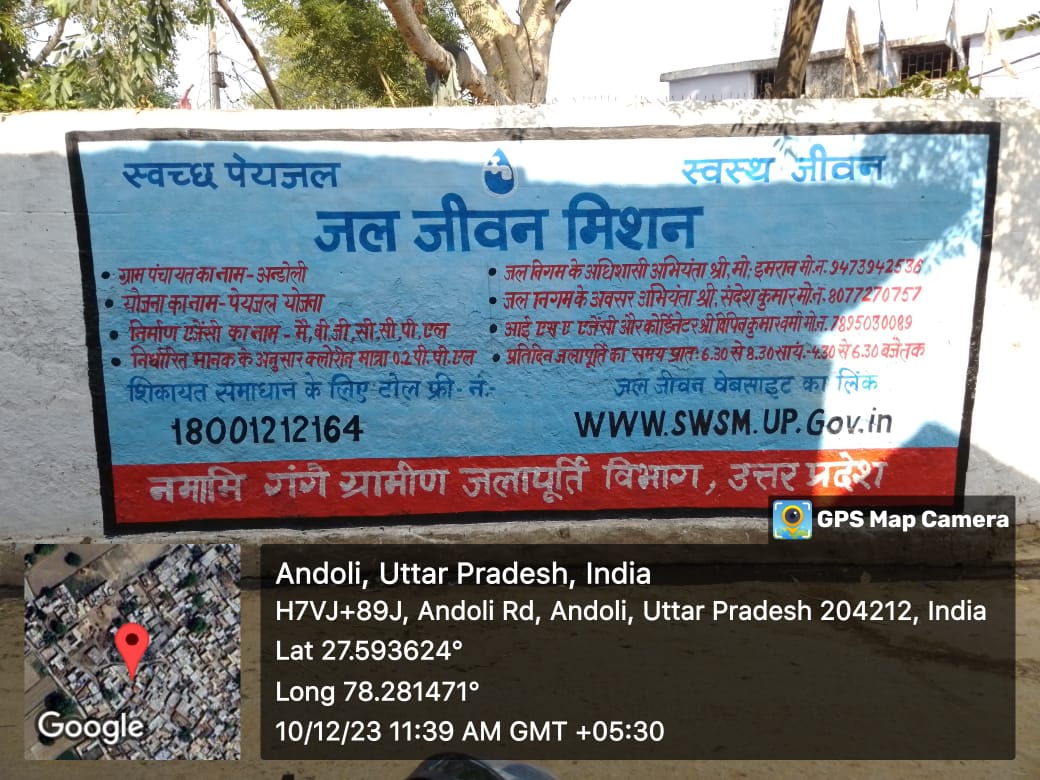 स्वच्छ पेयजल
स्वस्थ जीवन
जल जीवन मिशन
• ग्राम पंचायत का नाम - अन्डोली
• योजना का नाम - पेयजल योजना
• निर्माण एजेंसी का नाम - मै, बी.जी, सी.सी.पी.एल
• निर्धारित मानक के अनुसार क्लोरीन मात्रा 0.2 पी.पी.एल
• जल निगम के अधिशासी अभियंता श्री, मो: इमरान मो.न. 9473942536
• जल निगम के अवसर अभियंता श्री, संदेश कुमार मो.न. 8077270757
• आई एस ए एजेंसी और कोर्डिनेटर श्री विपिन कुमार वर्मा मो.न. 7895030089
• प्रतिदिन जलापूर्ति का समय प्रातः 6.30 से 8.30 सायं.- 4.30 से 6.30 बजे तक
शिकायत समाधान के लिए टोल फ्री - नं:-
18001212164
जल जीवन वेबसाइट का लिंक
WWW.SWSM.UP.Gov.in
नमामि गंगे ग्रामीण जलापूर्ति विभाग, उत्तर प्रदेश
GPS Map Camera
Andoli, Uttar Pradesh, India
H7VJ+89J, Andoli Rd, Andoli, Uttar Pradesh 204212, India
Lat 27.593624°
Long 78.281471°
10/12/23 11:39 AM GMT +05:30
Google